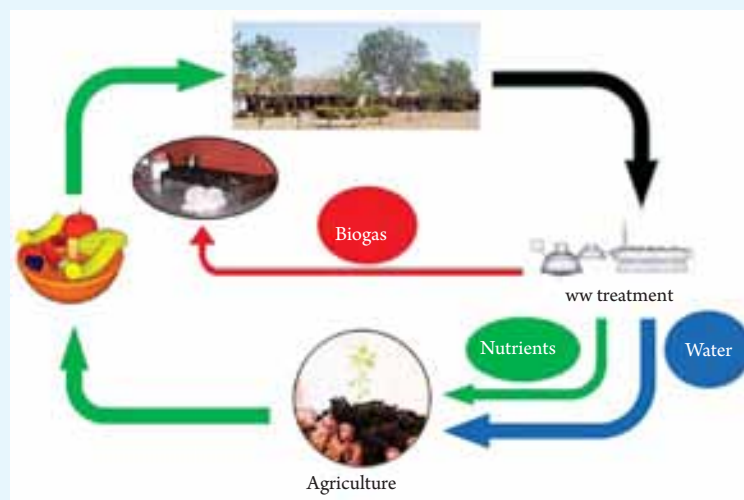 Biogas
ww treatment
Nutrients
Water
Agriculture